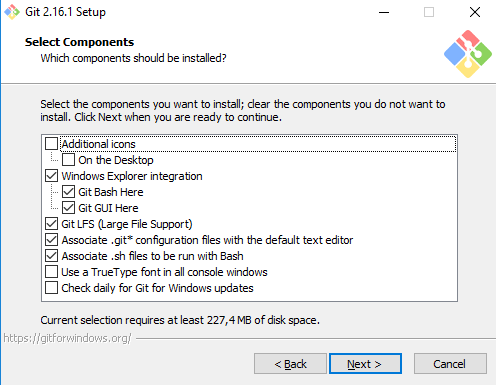 Git 2.16.1 Setup
Select Components
Which components should be installed?
Select the components you want to install; clear the components you do not want to
install. Click Next when you are ready to continue.
Additional icons
On the Desktop
Windows Explorer integration
Git Bash Here
Git GUI Here
Git LFS (Large File Support)
Associate .git* configuration files with the default text editor
Associate .sh files to be run with Bash
Use a TrueType font in all console windows
Check daily for Git for Windows updates
Current selection requires at least 227,4 MB of disk space.
https://gitforwindows.org/
< Back
Next >
Cancel